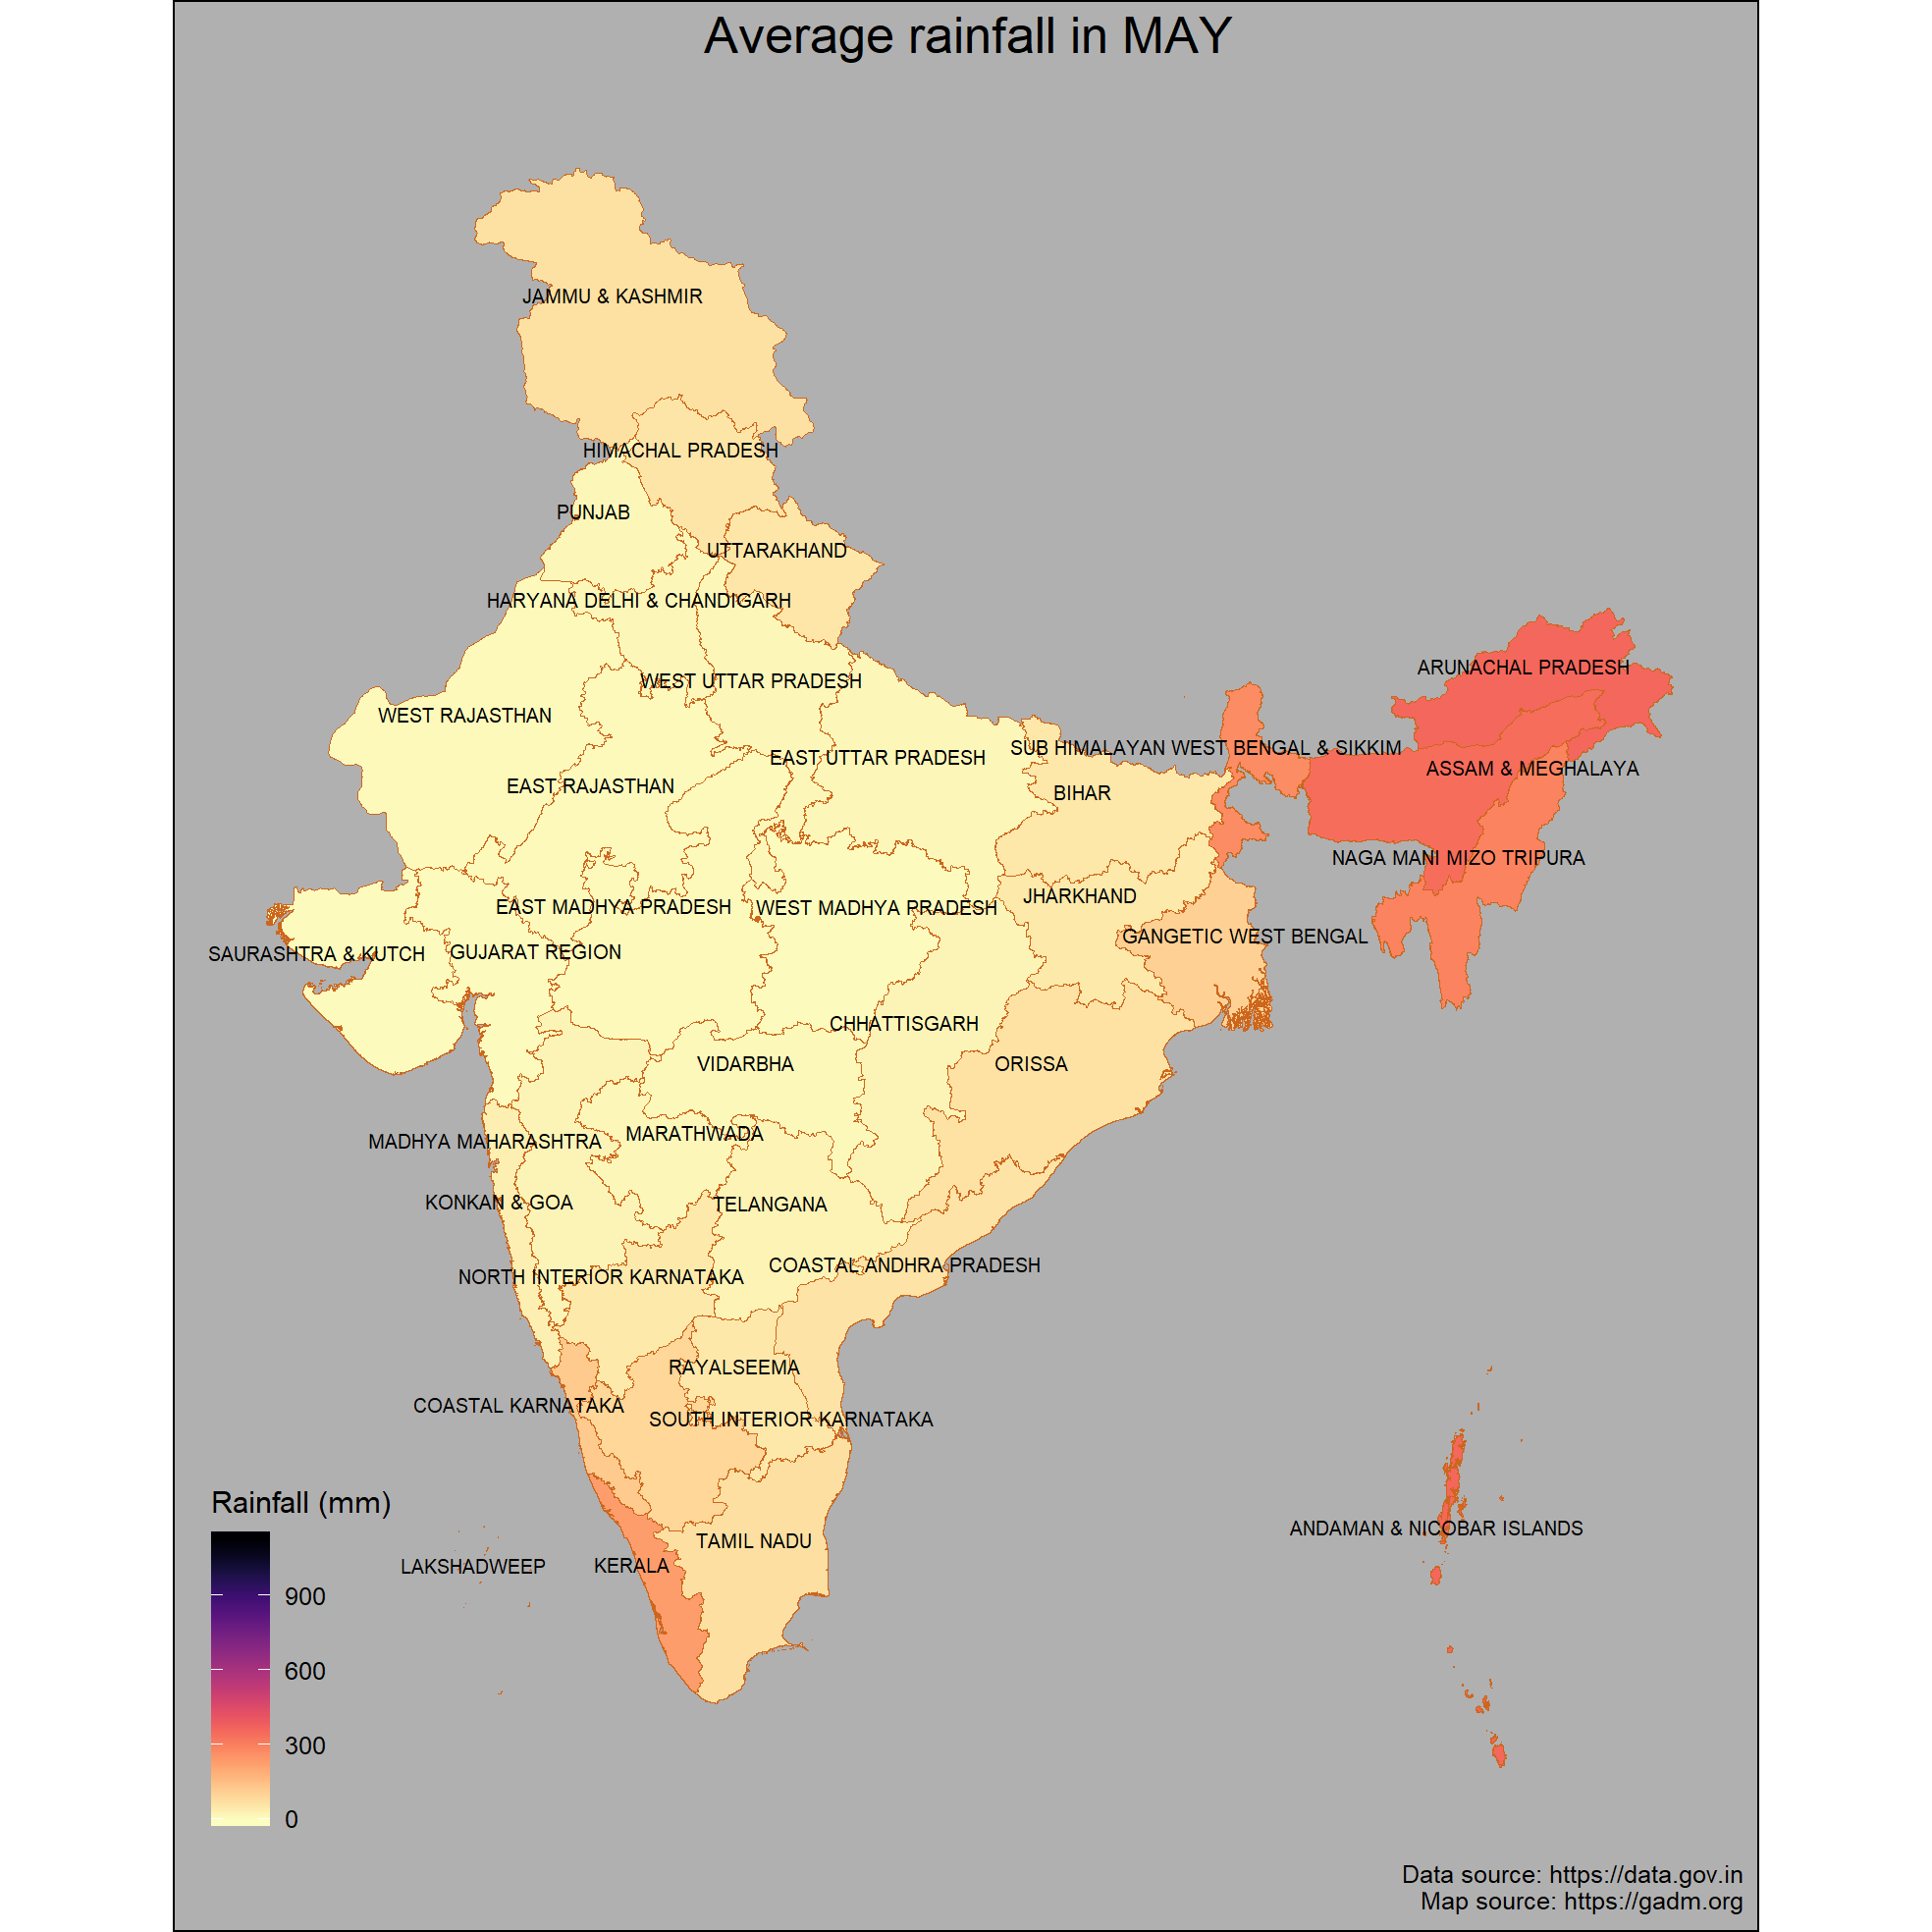 Average rainfall in MAY
JAMMU & KASHMIR
HIMACHAL PRADESH
PUNJAB
UTTARAKHAND
HARYANA DELHI & CHANDIGARH
ARUNACHAL PRADESH
WEST UTTAR PRADESH
WEST RAJASTHAN
SUB HIMALAYAN WEST BENGAL & SIKKIM
EAST UTTAR PRADESH
ASSAM & MEGHALAYA
EAST RAJASTHAN
BIHAR
NAGA MANI MIZO TRIPURA
JHARKHAND
EAST MADHYA PRADESH
WEST MADHYA PRADESH
GANGETIC WEST BENGAL
SAURASHTRA & KUTCH
GUJARAT REGION
CHHATTISGARH
VIDARBHA
ORISSA
MARATHWADA
MADHYA MAHARASHTRA
KONKAN & GOA
TELANGANA
COASTAL ANDHRA PRADESH
NORTH INTERIOR KARNATAKA
RAYALSEEMA
COASTAL KARNATAKA
SOUTH INTERIOR KARNATAKA
ANDAMAN & NICOBAR ISLANDS
TAMIL NADU
LAKSHADWEEP
KERALA
Rainfall (mm)
900
600
300
0
Data source: https://data.gov.in
Map source: https://gadm.org